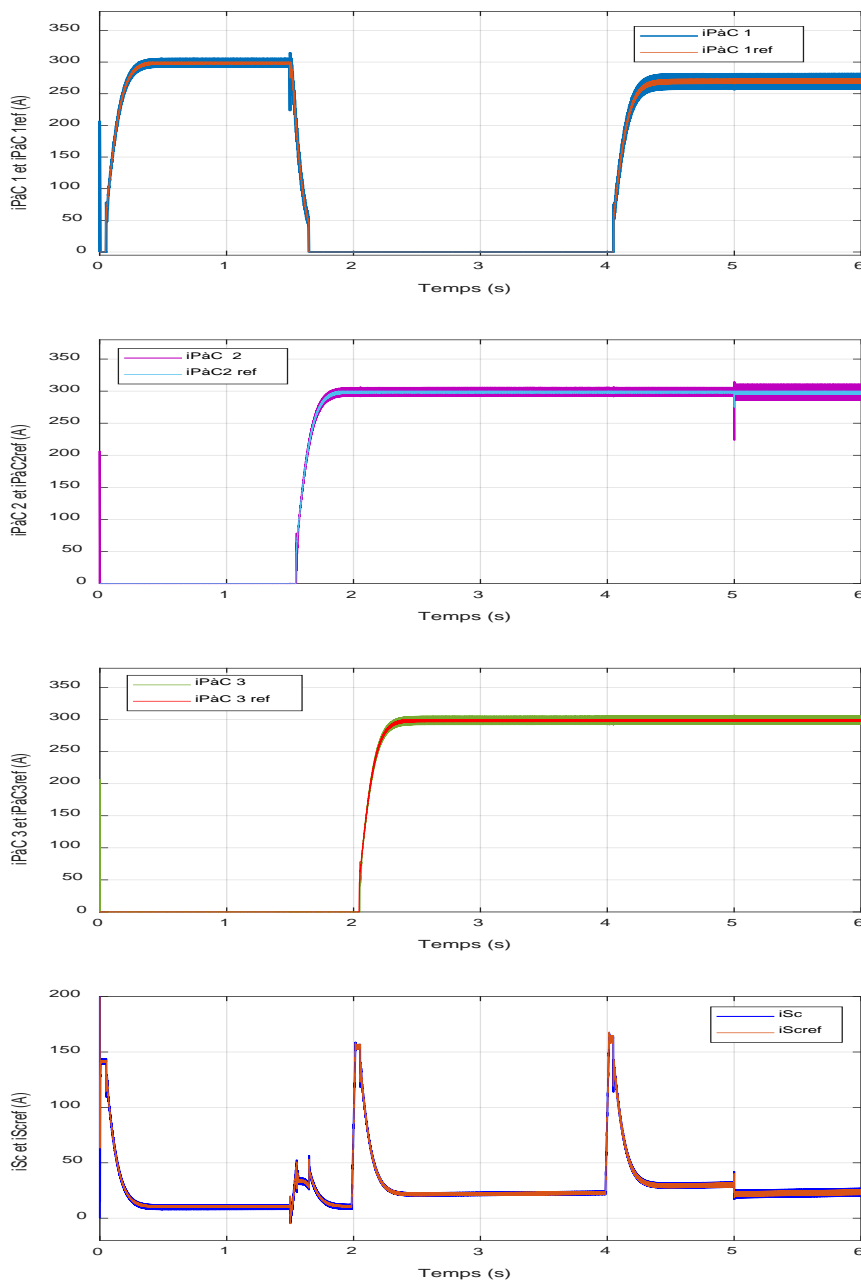 350
300
250
200
150
100
50
0
iPàC 1 et iPàC 1ref (A)
iPàC 1
iPàC 1ref
0 1 2 3 4 5 6
Temps (s)
350
300
250
200
150
100
50
0
iPàC 2 et iPàC2ref (A)
iPàC 2
iPàC2 ref
0 1 2 3 4 5 6
Temps (s)
350
300
250
200
150
100
50
0
iPàC 3 et iPàC3ref (A)
iPàC 3
iPàC 3 ref
0 1 2 3 4 5 6
Temps (s)
200
150
100
50
0
iSc et iScref (A)
iSc
iScref
0 1 2 3 4 5 6
Temps (s)